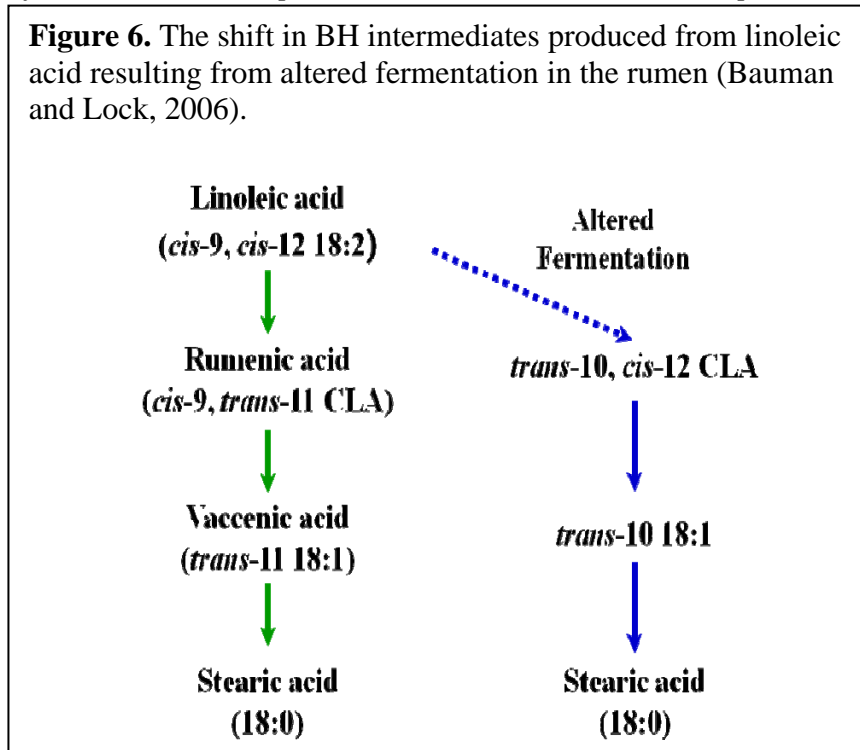 Figure 6. The shift in BH intermediates produced from linoleic
acid resulting from altered fermentation in the rumen (Bauman
and Lock, 2006).
Linoleic acid
(cis-9, cis-12 18:2)
Altered
Fermentation
Rumenic acid
(cis-9, trans-11 CLA)
trans-10, cis-12 CLA
Vaccenic acid
(trans-11 18:1)
trans-10 18:1
Stearic acid
(18:0)
Stearic acid
(18:0)